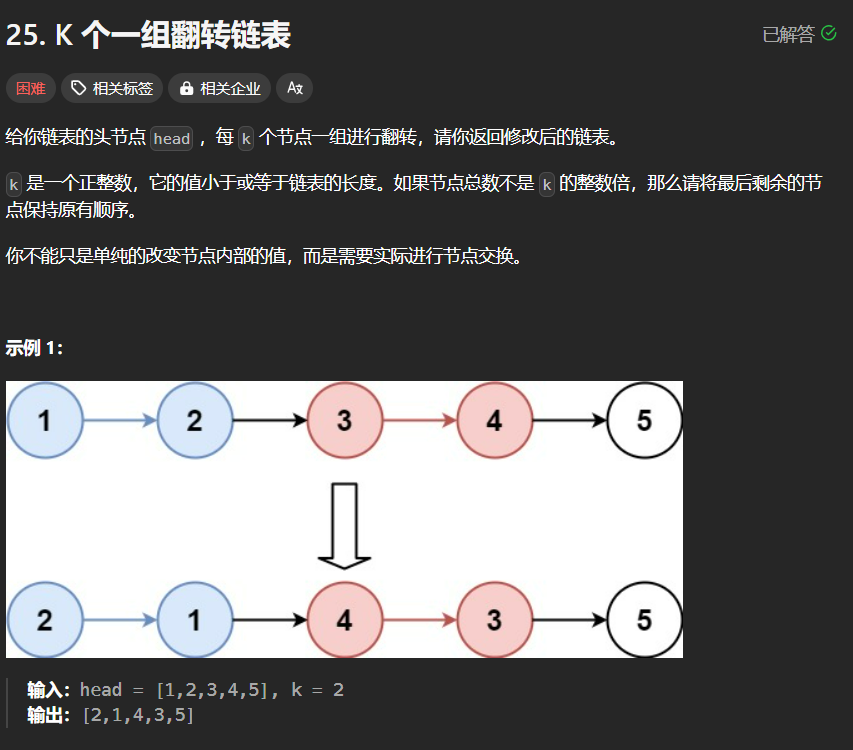 25. K 个一组翻转链表
已解答
困难 相关标签 相关企业 Ax
给你链表的头节点 head ，每 k 个节点一组进行翻转，请你返回修改后的链表。
k 是一个正整数，它的值小于或等于链表的长度。如果节点总数不是 k 的整数倍，那么请将最后剩余的节
点保持原有顺序。
你不能只是单纯的改变节点内部的值，而是需要实际进行节点交换。
示例 1：
1 2 3 4 5
2 1 4 3 5
输入：head = [1,2,3,4,5], k = 2
输出：[2,1,4,3,5]